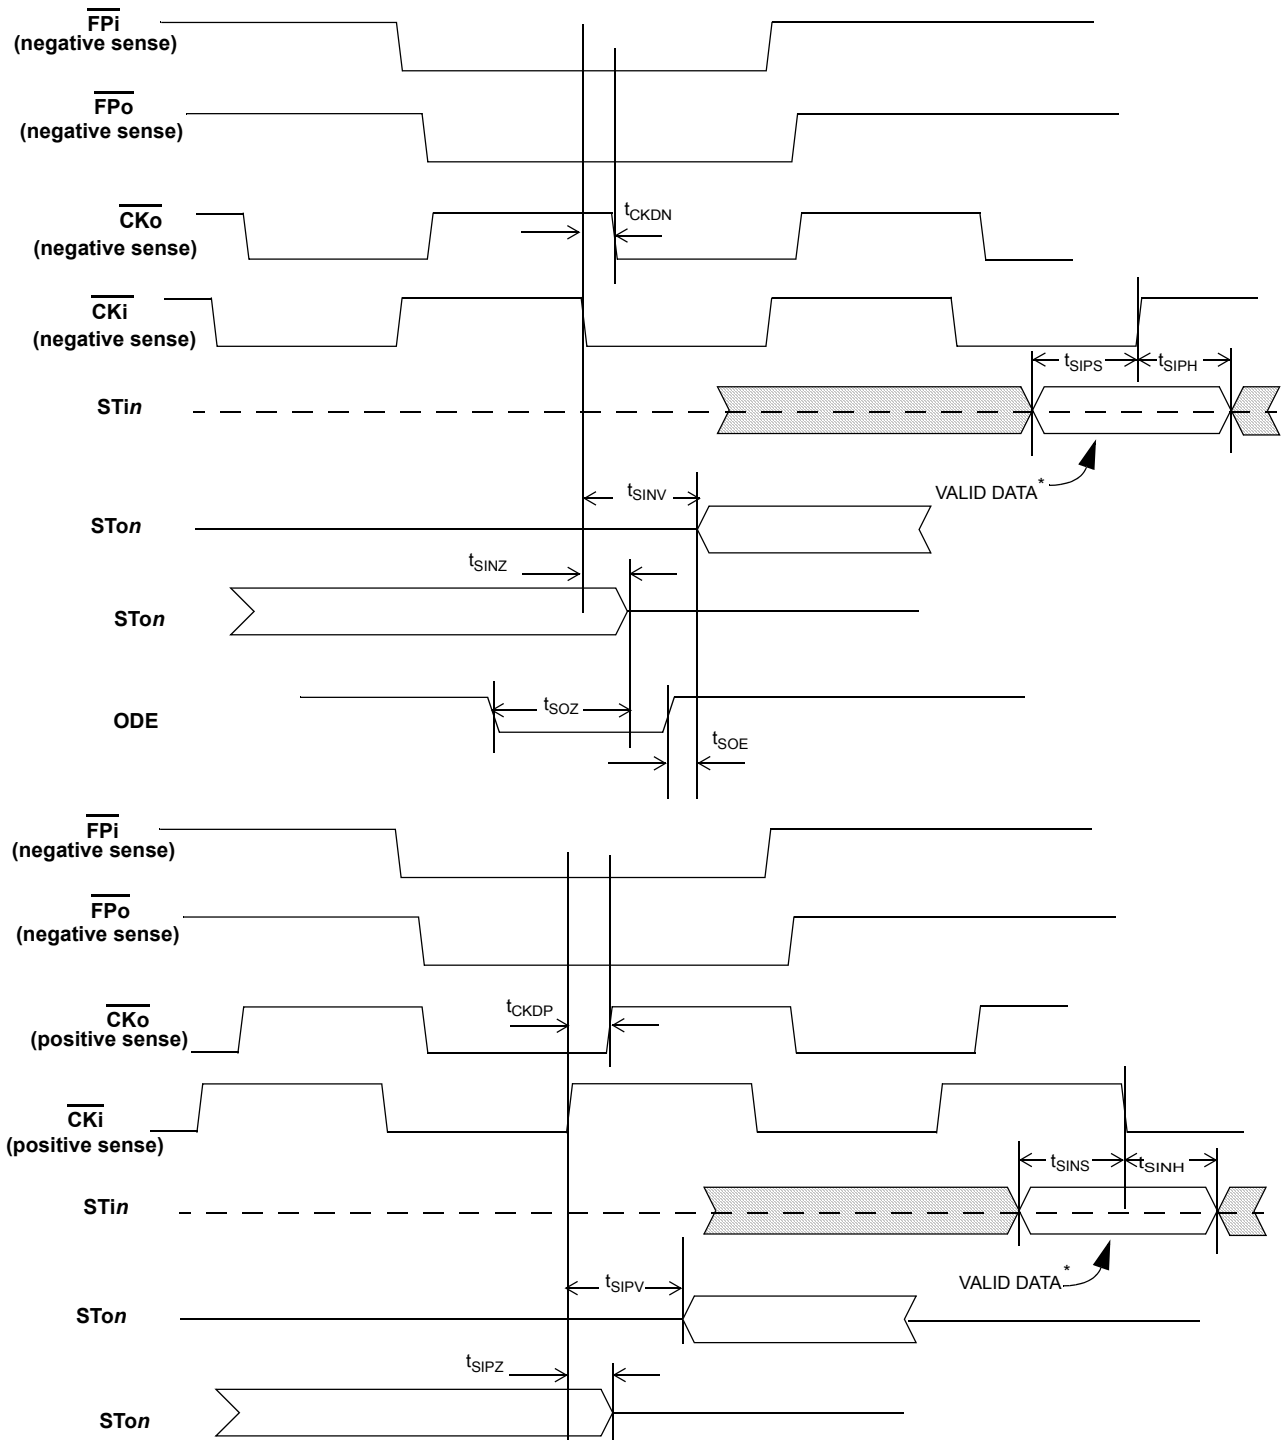 FPi
(negative sense)
FPo
(negative sense)
CKo
(negative sense)
tCKDN
CKi
(negative sense)
tSIPS
tSIPH
STin
VALID DATA*
tSINV
STon
tSINZ
STon
tSOZ
ODE
tSOE
FPi
(negative sense)
FPo
(negative sense)
tCKDP
CKo
(positive sense)
CKi
(positive sense)
tSINS
tSINH
STin
VALID DATA*
tSIPV
STon
tSIPZ
STon